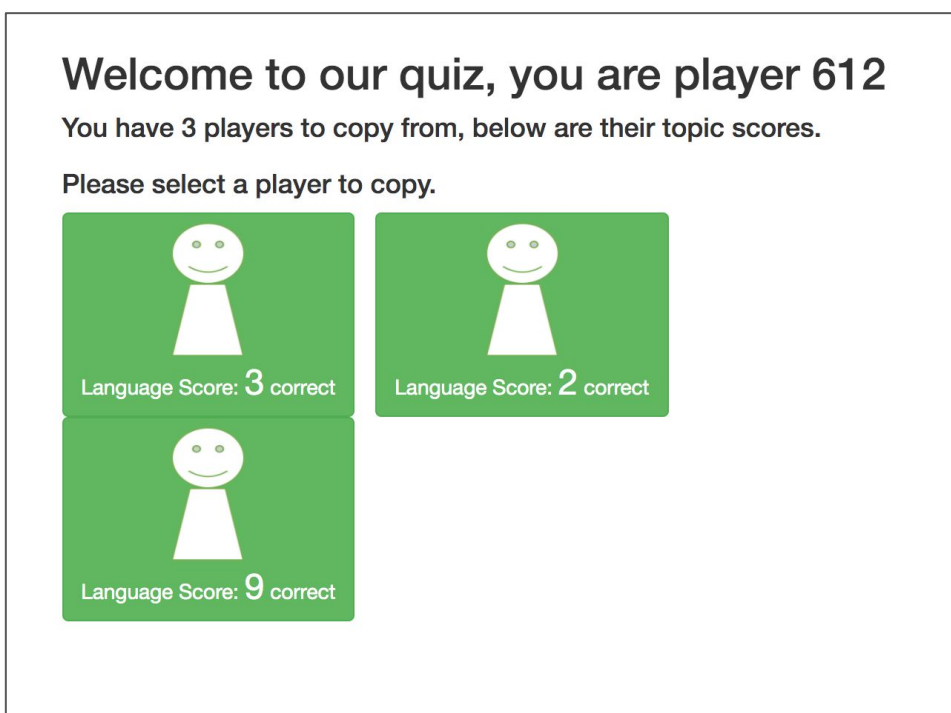 Welcome to our quiz, you are player 612
You have 3 players to copy from, below are their topic scores.
Please select a player to copy.
Language Score: 3 correct
Language Score: 2 correct
Language Score: 9 correct